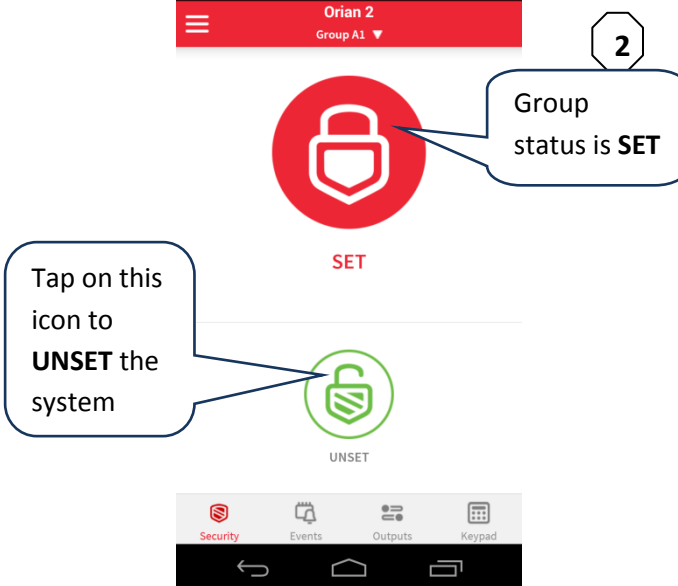 Orian 2
Group A1 ▼
2
Group
status is SET
SET
Tap on this
icon to
UNSET the
system
UNSET
Security
Events
Outputs
Keypad